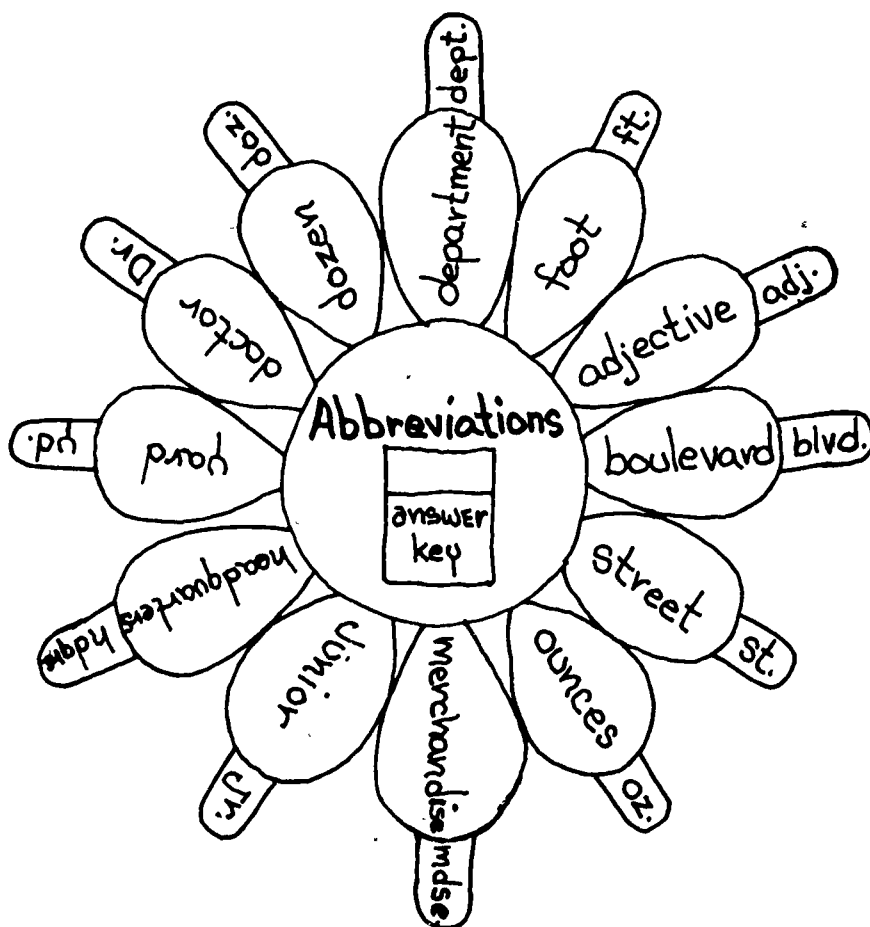 Abbreviations
answer
key
department
dept.
foot
ft.
adjective
adj.
boulevard
blvd.
street
st.
ounces
oz.
merchandise
mdse.
Junior
Jr.
headquarters
yard
yd.
doctor
Dr.
dozen
doz.